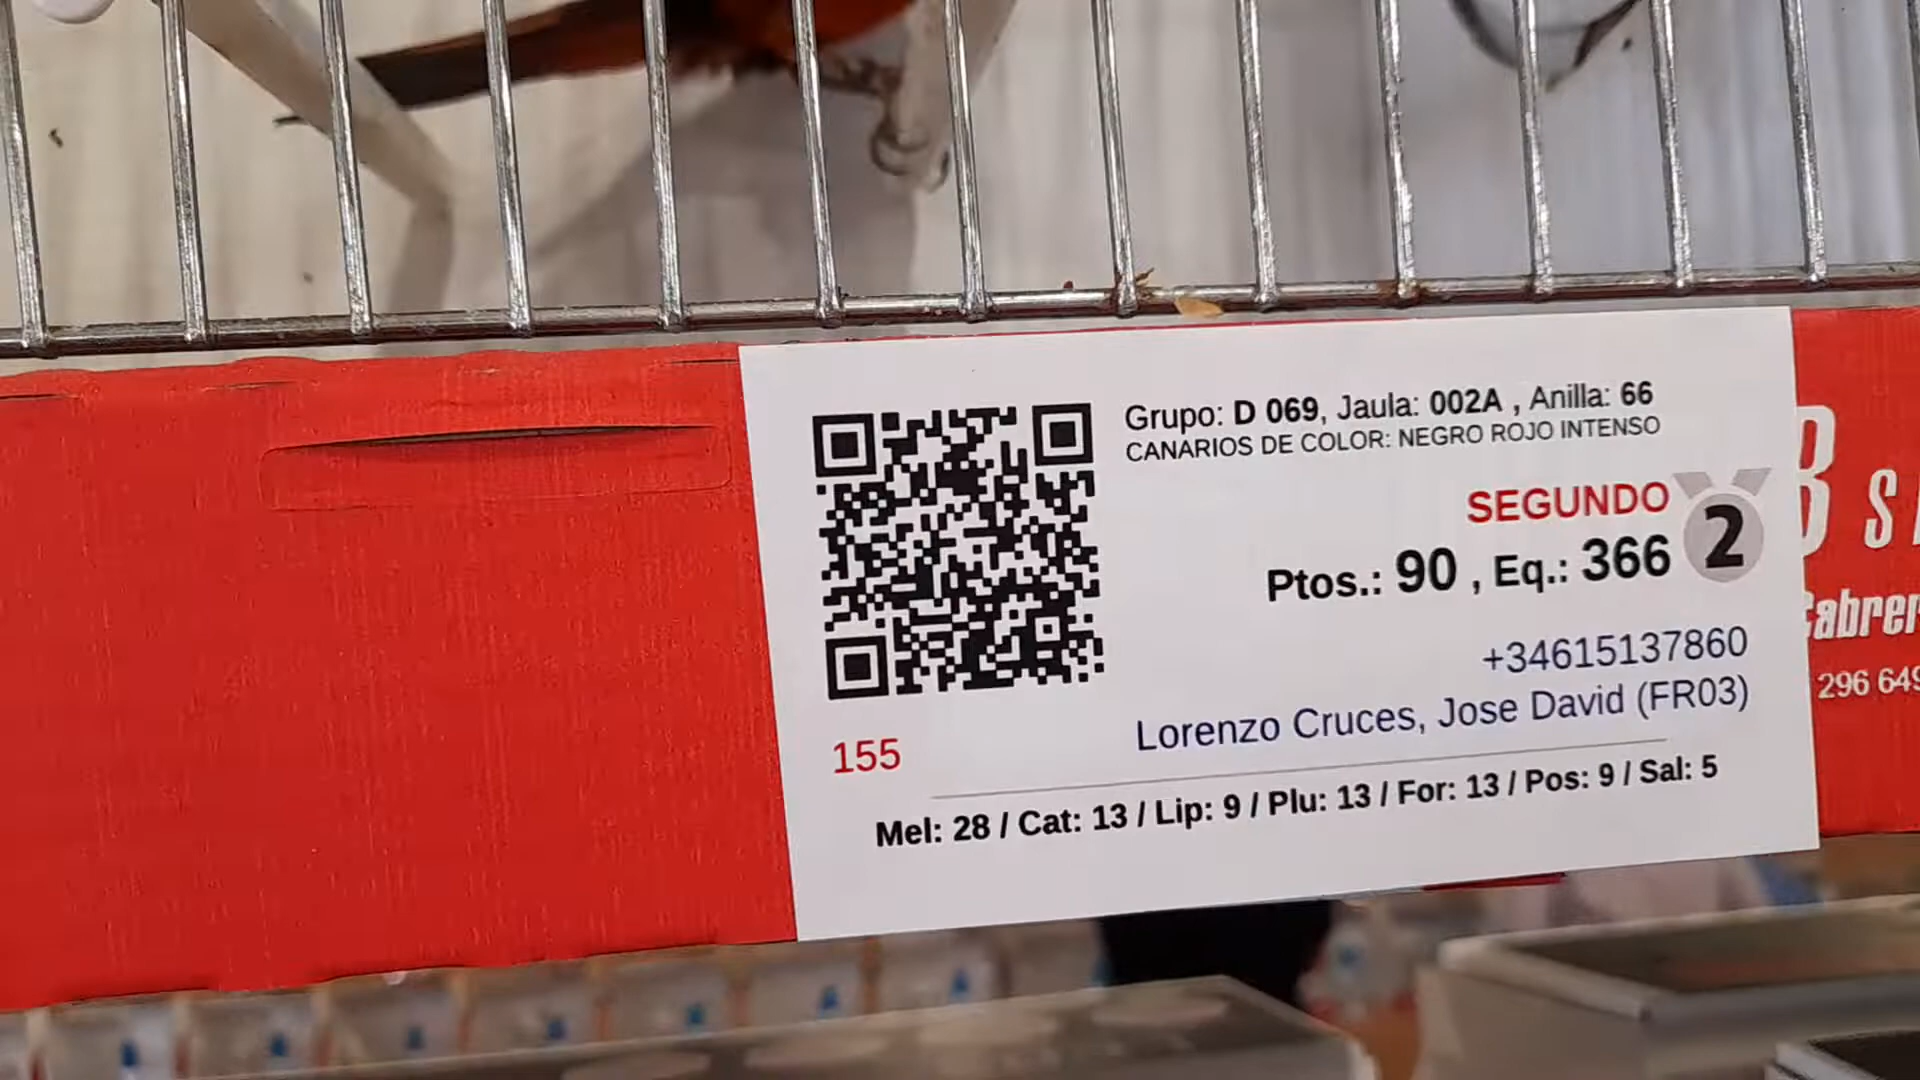 Grupo: D 069, Jaula: 002A , Anilla: 66
CANARIOS DE COLOR: NEGRO ROJO INTENSO
SEGUNDO
2
Ptos.: 90 , Eq.: 366
+34615137860
Lorenzo Cruces, Jose David (FR03)
155
Mel: 28 / Cat: 13 / Lip: 9 / Plu: 13 / For: 13 / Pos: 9 / Sal: 5
296 649